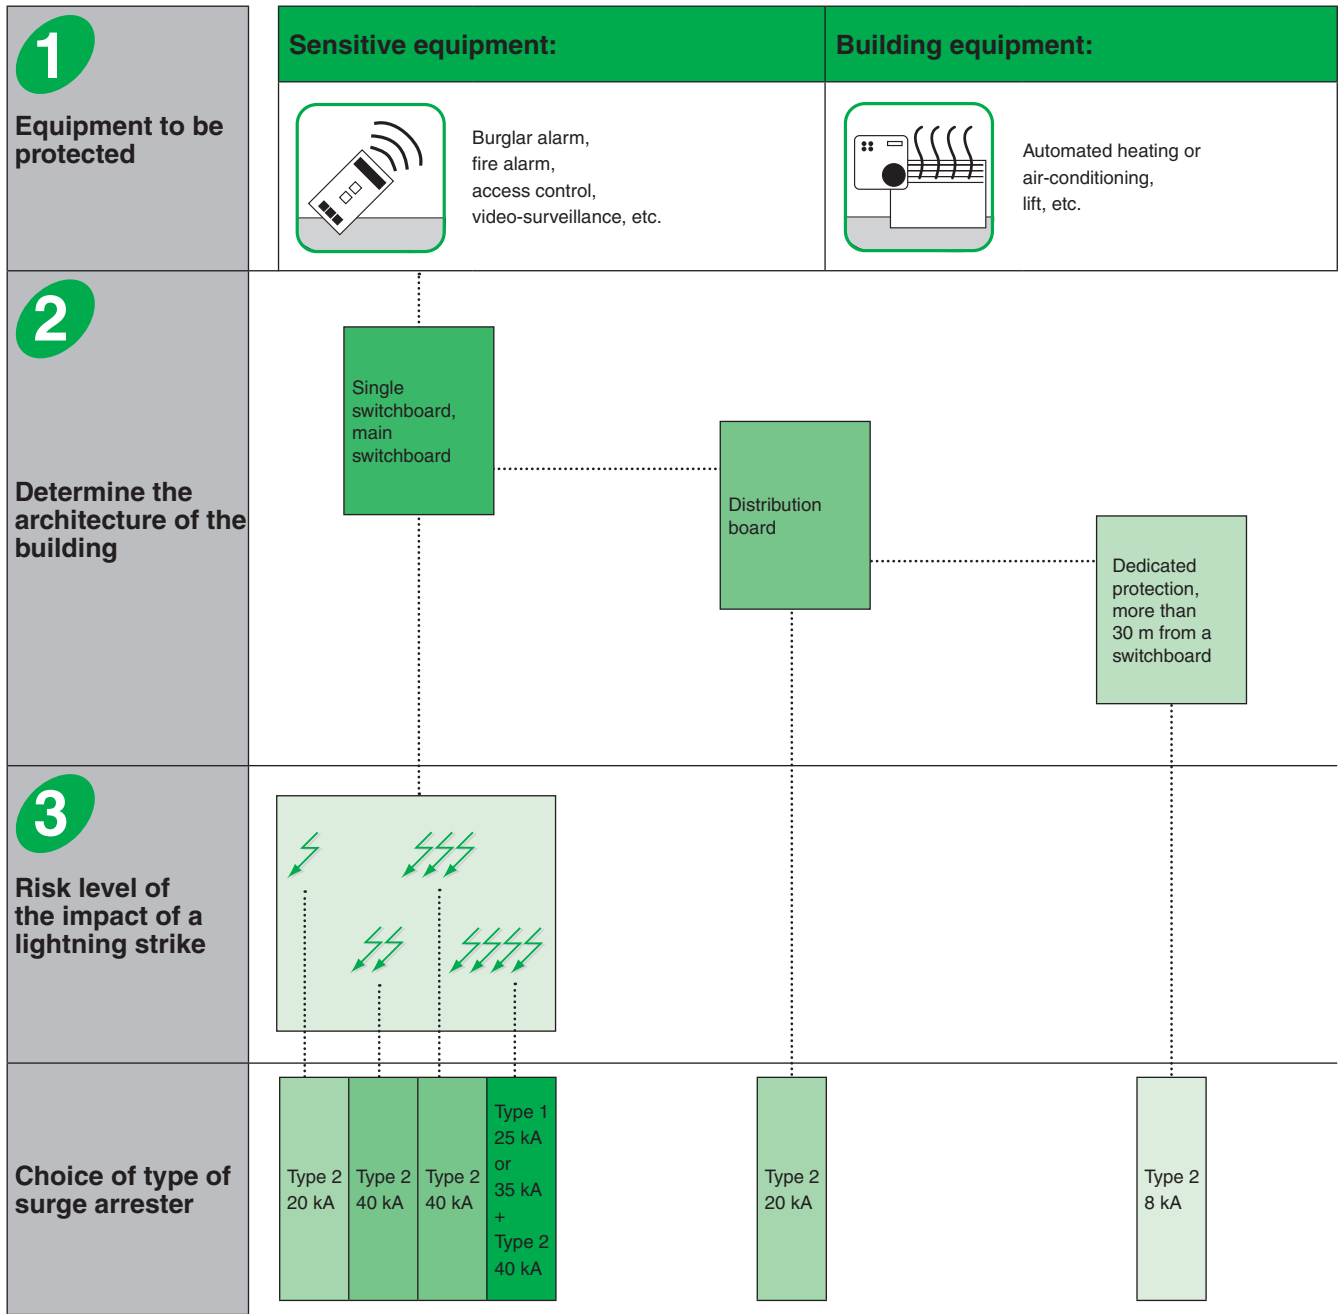 1
Equipment to be
protected
Sensitive equipment:
Building equipment:
Burglar alarm,
fire alarm,
access control,
video-surveillance, etc.
Automated heating or
air-conditioning,
lift, etc.
2
Determine the
architecture of the
building
Single
switchboard,
main
switchboard
Distribution
board
Dedicated
protection,
more than
30 m from a
switchboard
3
Risk level of
the impact of a
lightning strike
Choice of type of
surge arrester
Type 2
20 kA
Type 2
40 kA
Type 2
40 kA
Type 1
25 kA
or
35 kA
+
Type 2
40 kA
Type 2
20 kA
Type 2
8 kA